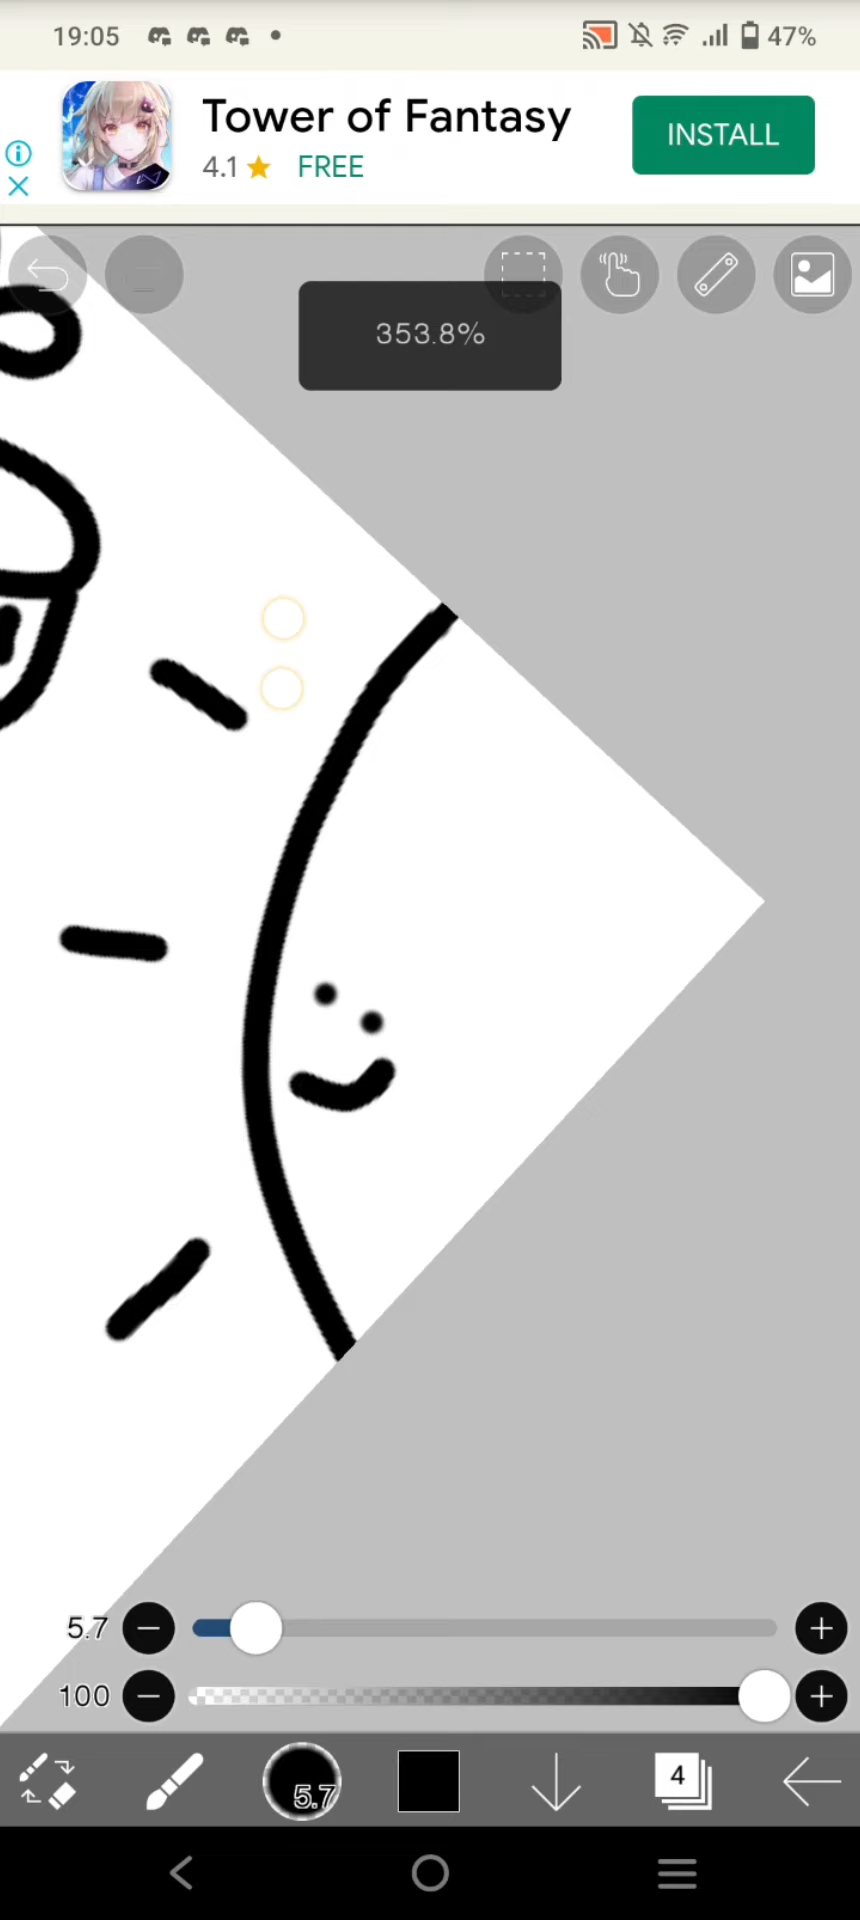 19:05 47%
Tower of Fantasy
4.1 FREE
INSTALL
353.8%
5.7
100
5.7
4